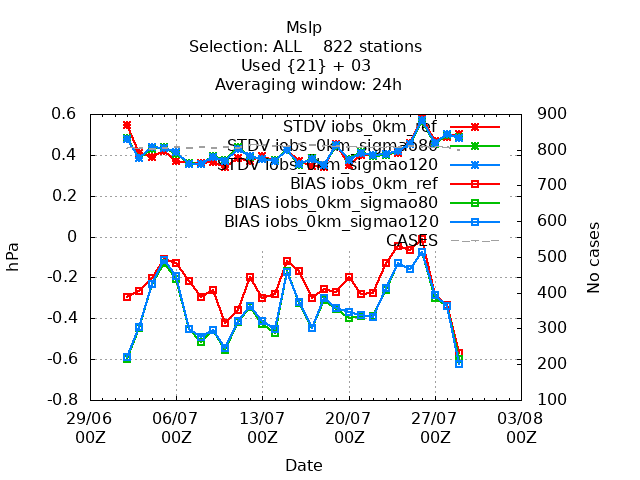 Mslp
Selection: ALL 822 stations
Used {21} + 03
Averaging window: 24h
0.6
0.4
0.2
0
-0.2
-0.4
-0.6
-0.8
hPa
900
800
700
600
500
400
300
200
100
No cases
STDV iobs_0km_ref
STDV iobs_0km_sigmao80
STDV iobs_0km_sigmao120
BIAS iobs_0km_ref
BIAS iobs_0km_sigmao80
BIAS iobs_0km_sigmao120
CASES
29/06 06/07 13/07 20/07 27/07 03/08
00Z 00Z 00Z 00Z 00Z 00Z
Date